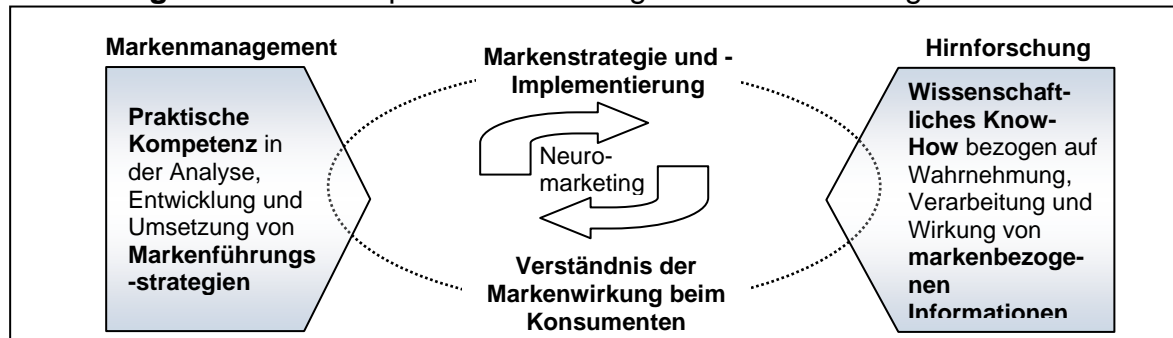 Markenmanagement
Praktische
Kompetenz in
der Analyse,
Entwicklung und
Umsetzung von
Markenführungs
-strategien
Markenstrategie und -
Implementierung
Neuro-
marketing
Verständnis der
Markenwirkung beim
Konsumenten
Hirnforschung
Wissenschaft-
liches Know-
How bezogen auf
Wahrnehmung,
Verarbeitung und
Wirkung von
markenbezoge-
nen
Informationen